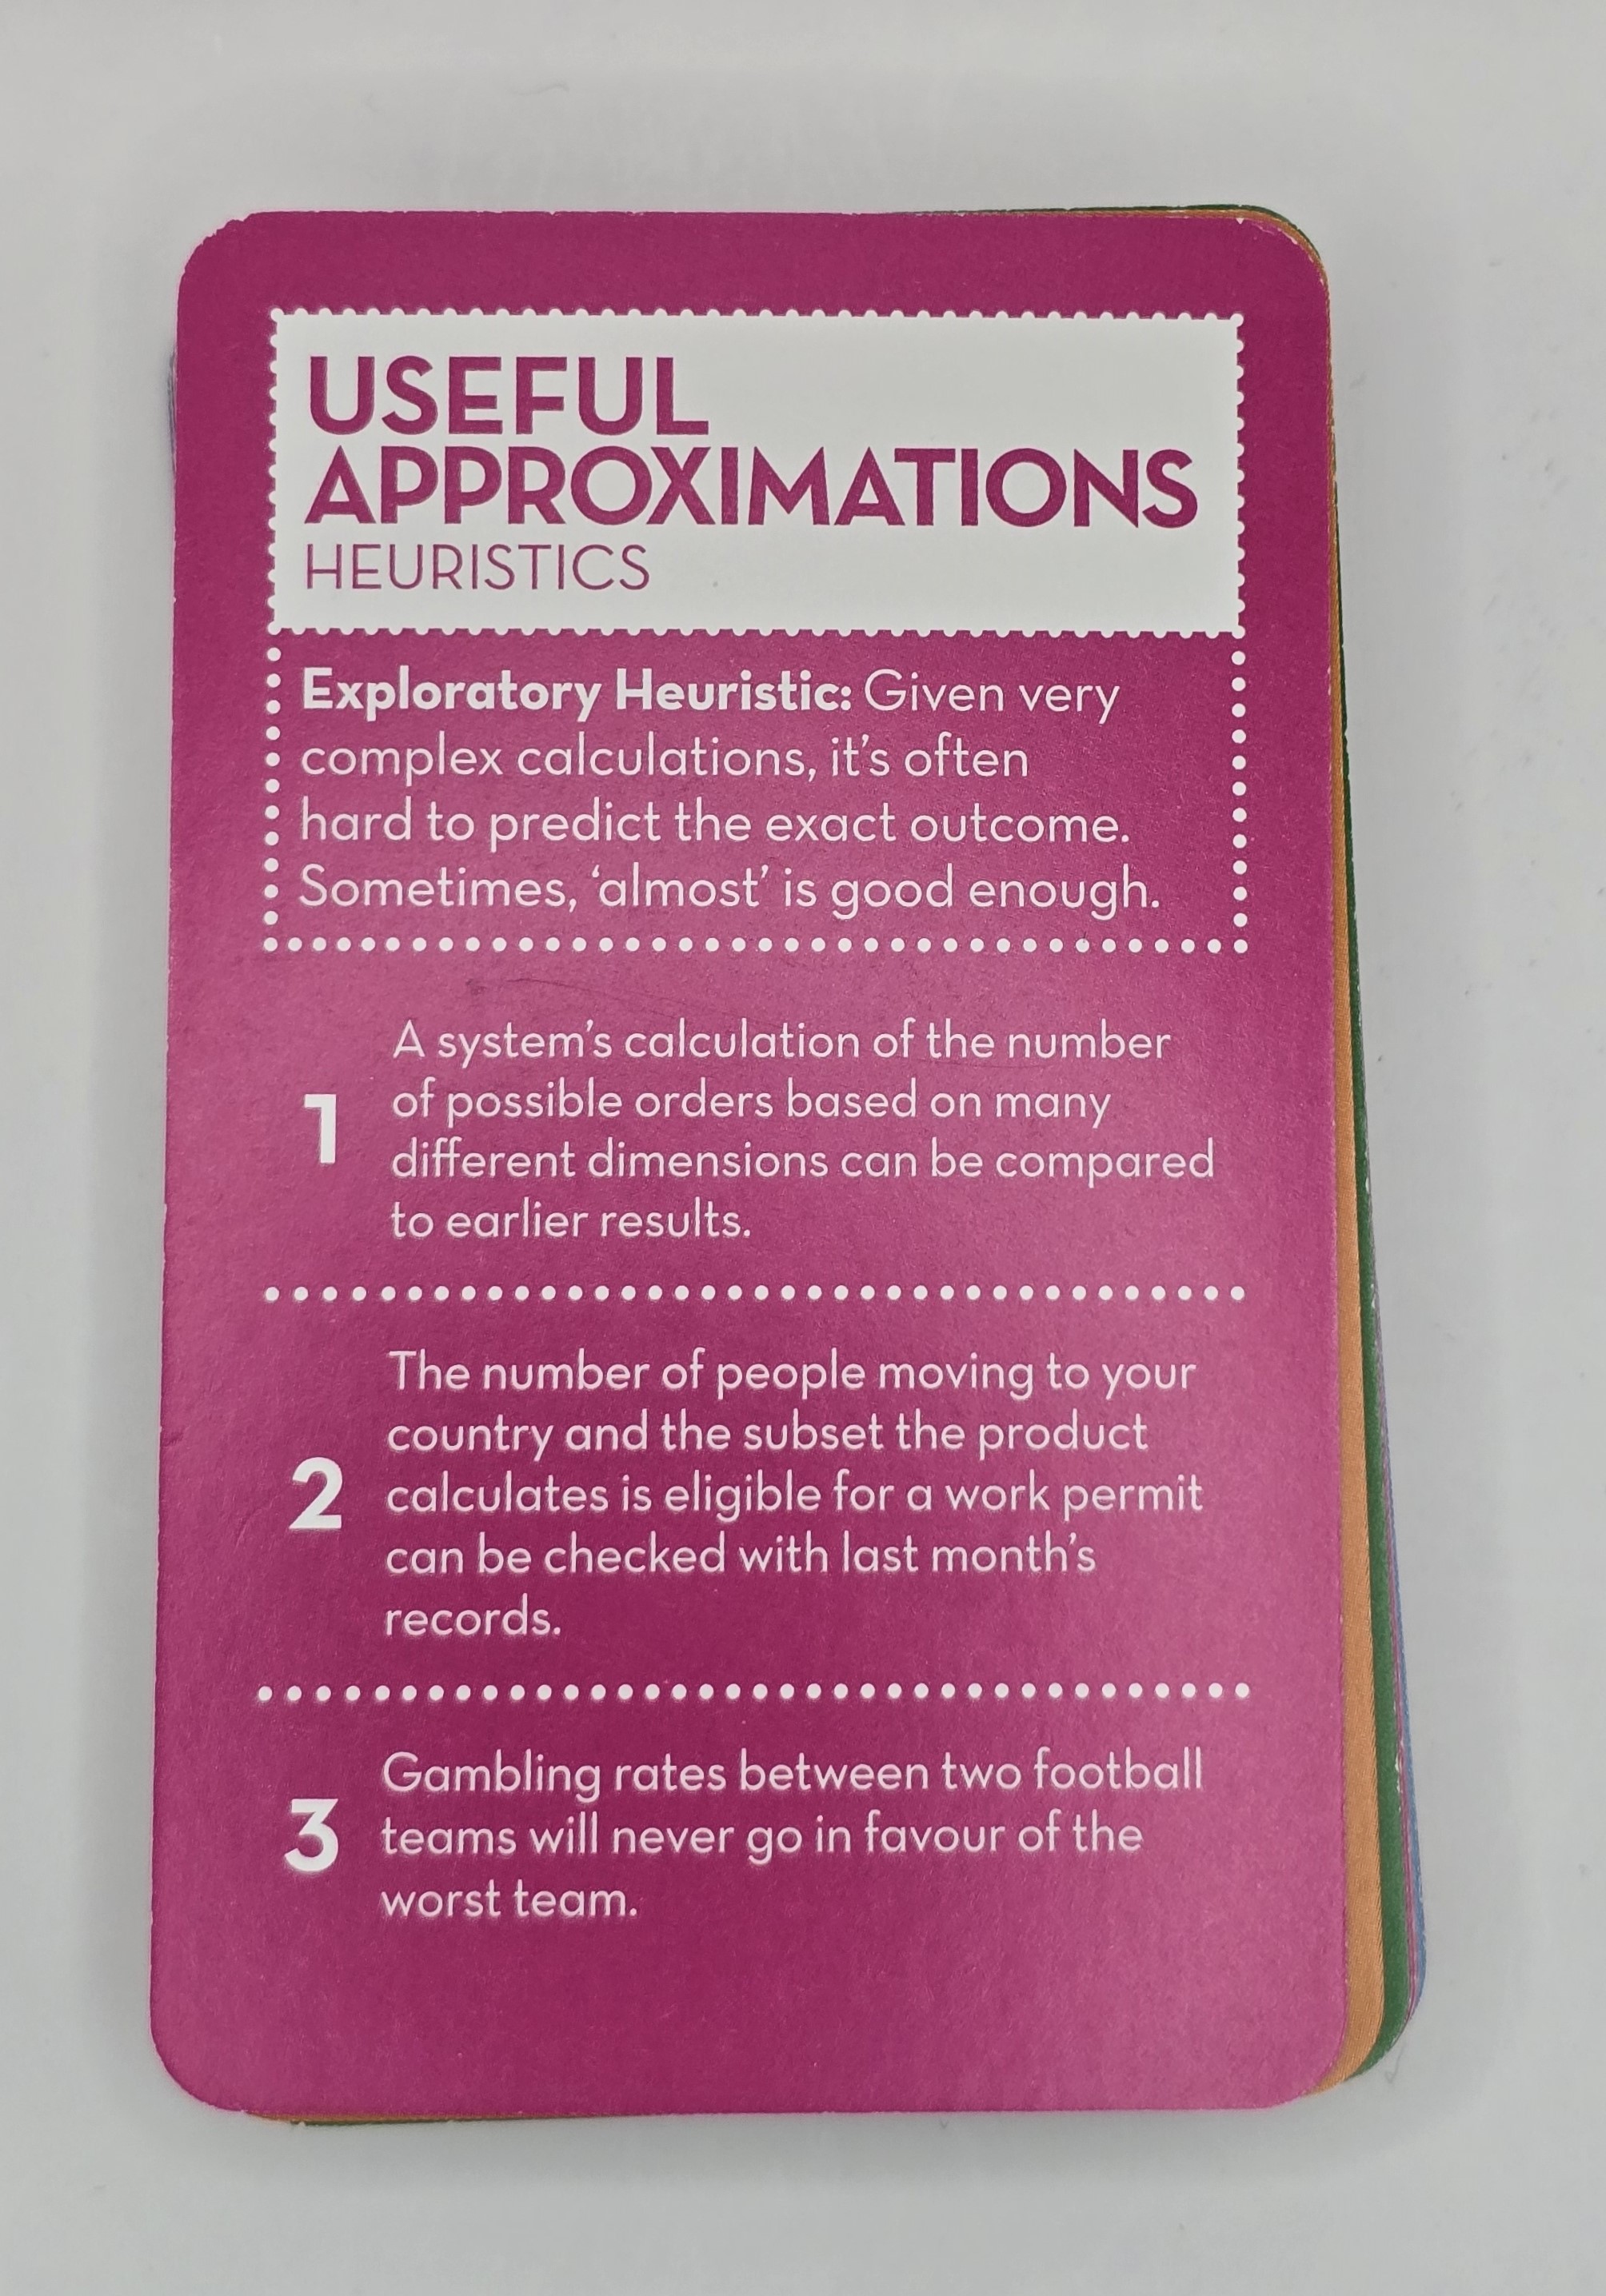 USEFUL
APPROXIMATIONS
HEURISTICS
Exploratory Heuristic: Given very
complex calculations, it's often
hard to predict the exact outcome.
Sometimes, ‘almost’ is good enough.
1
A system's calculation of the number
of possible orders based on many
different dimensions can be compared
to earlier results.
2
The number of people moving to your
country and the subset the product
calculates is eligible for a work permit
can be checked with last month's
records.
3
Gambling rates between two football
teams will never go in favour of the
worst team.